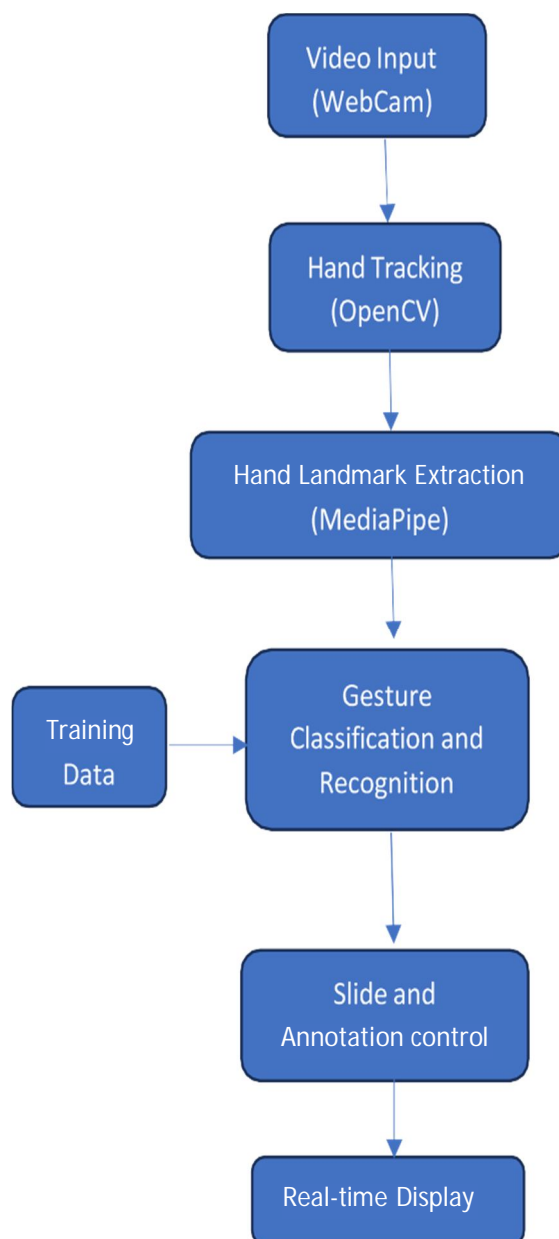 Video Input
(WebCam)
Hand Tracking
(OpenCV)
Hand Landmark Extraction
(MediaPipe)
Training
Data
Gesture
Classification and
Recognition
Slide and
Annotation control
Real-time Display